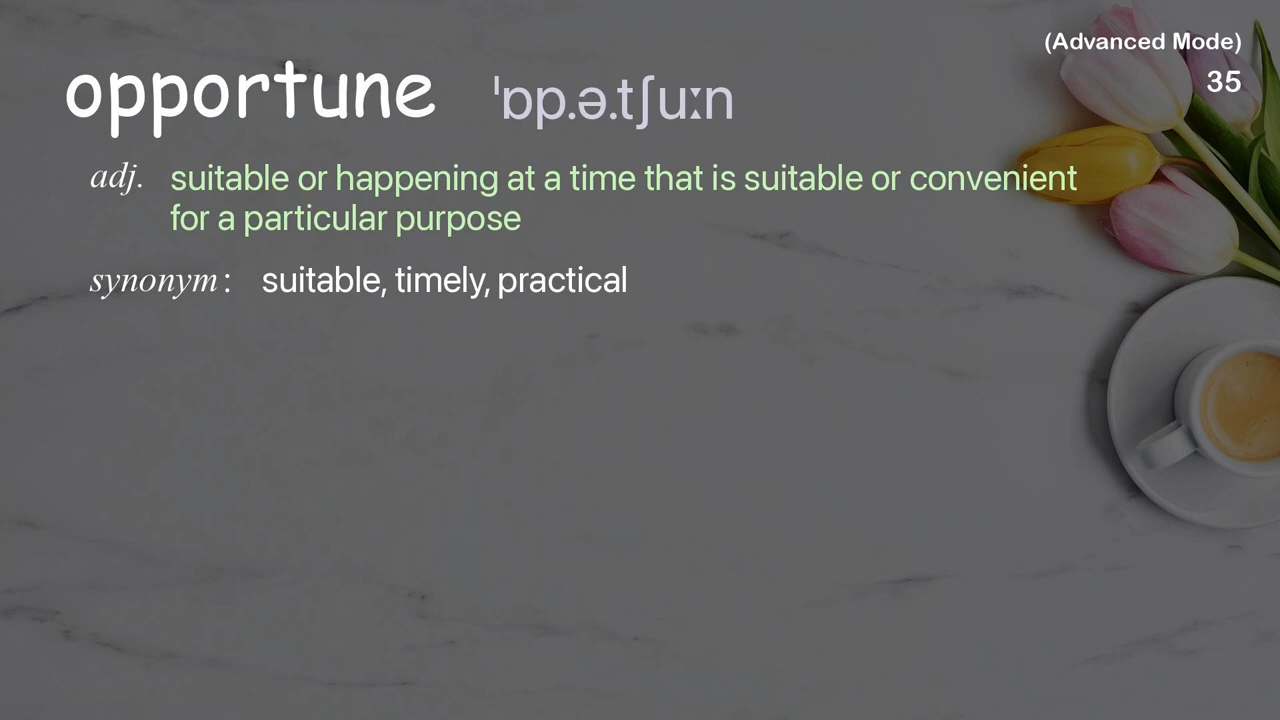 (Advanced Mode)
35
opportune ˈɒp.ə.tʃuːn
adj. suitable or happening at a time that is suitable or convenient
for a particular purpose
synonym: suitable, timely, practical